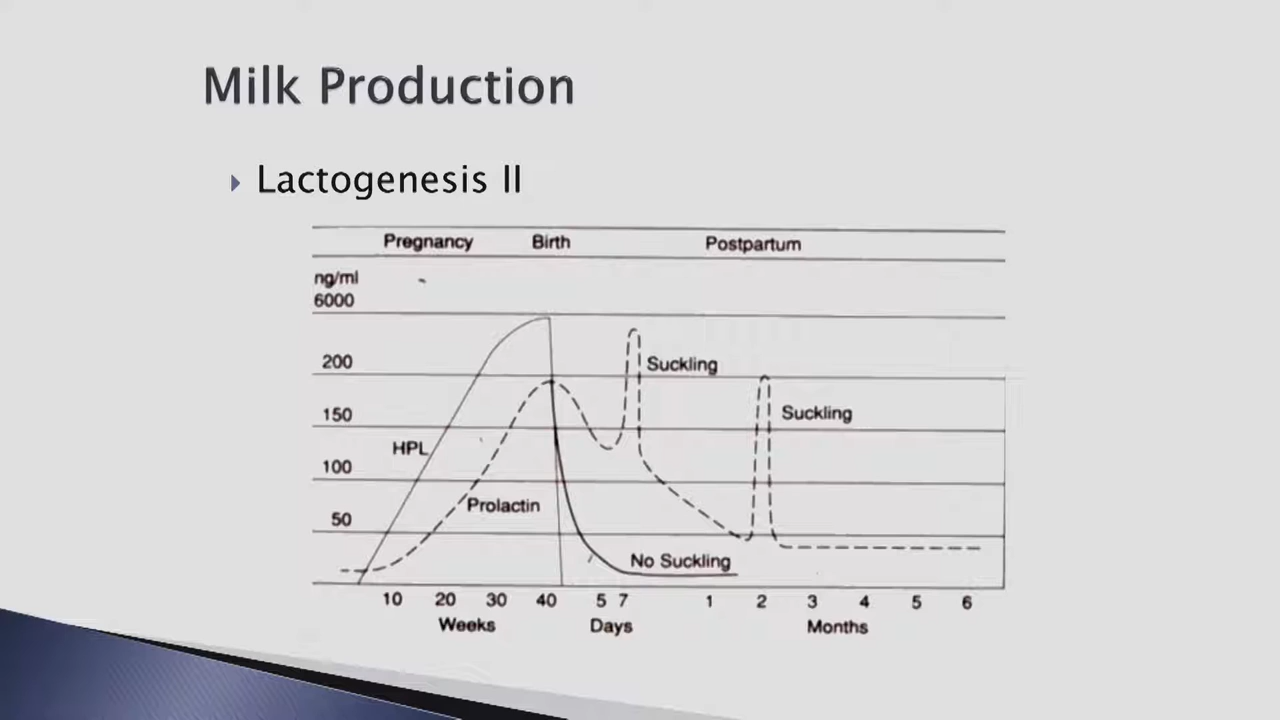 Milk Production
Lactogenesis II
Pregnancy Birth Postpartum
ng/ml
6000
200
Suckling
150
Suckling
HPL
100
Prolactin
50
No Suckling
10 20 30 40 5 7 1 2 3 4 5 6
Weeks Days Months